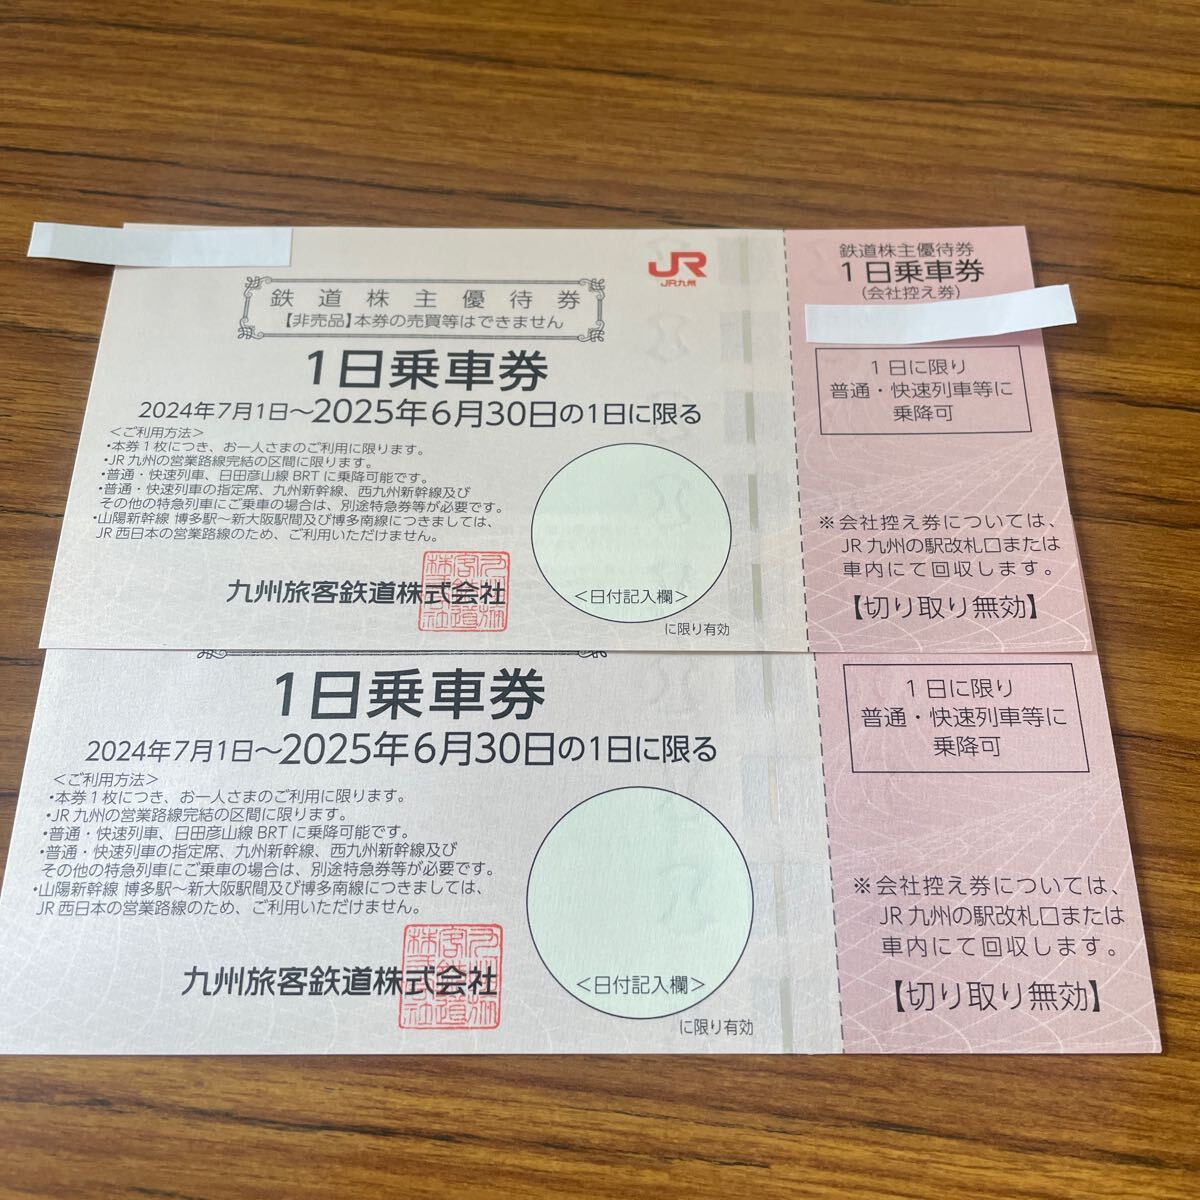 JR
JR九州
鉄道株主優待券
【非売品】本券の売買等はできません
1日乗車券
2024年7月1日～2025年6月30日の1日に限る
＜ご利用方法＞
・本券1枚につき、お一人さまのご利用に限ります。
・JR九州の営業路線完結の区間に限ります。
・普通・快速列車、日田彦山線BRTに乗降可能です。
・普通・快速列車の指定席、九州新幹線、西九州新幹線及び
その他の特急列車にご乗車の場合は、別途特急券等が必要です。
・山陽新幹線 博多駅～新大阪駅間及び博多南線につきましては、
JR西日本の営業路線のため、ご利用いただけません。
九州旅客鉄道株式会社
＜日付記入欄＞
に限り有効
鉄道株主優待券
1日乗車券
(会社控え券)
1日に限り
普通・快速列車等に
乗降可
※会社控え券については、
JR九州の駅改札口または
車内にて回収します。
【切り取り無効】
1日乗車券
2024年7月1日～2025年6月30日の1日に限る
＜ご利用方法＞
・本券1枚につき、お一人さまのご利用に限ります。
・JR九州の営業路線完結の区間に限ります。
・普通・快速列車、日田彦山線BRTに乗降可能です。
・普通・快速列車の指定席、九州新幹線、西九州新幹線及び
その他の特急列車にご乗車の場合は、別途特急券等が必要です。
・山陽新幹線 博多駅～新大阪駅間及び博多南線につきましては、
JR西日本の営業路線のため、ご利用いただけません。
九州旅客鉄道株式会社
＜日付記入欄＞
に限り有効
1日に限り
普通・快速列車等に
乗降可
※会社控え券については、
JR九州の駅改札口または
車内にて回収します。
【切り取り無効】